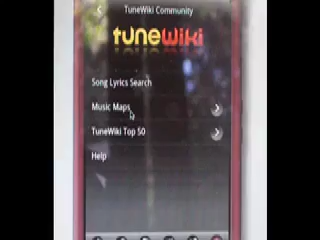 TuneWiki Community
tunewiki
Song Lyrics Search
Music Maps
TuneWiki Top 50
Help